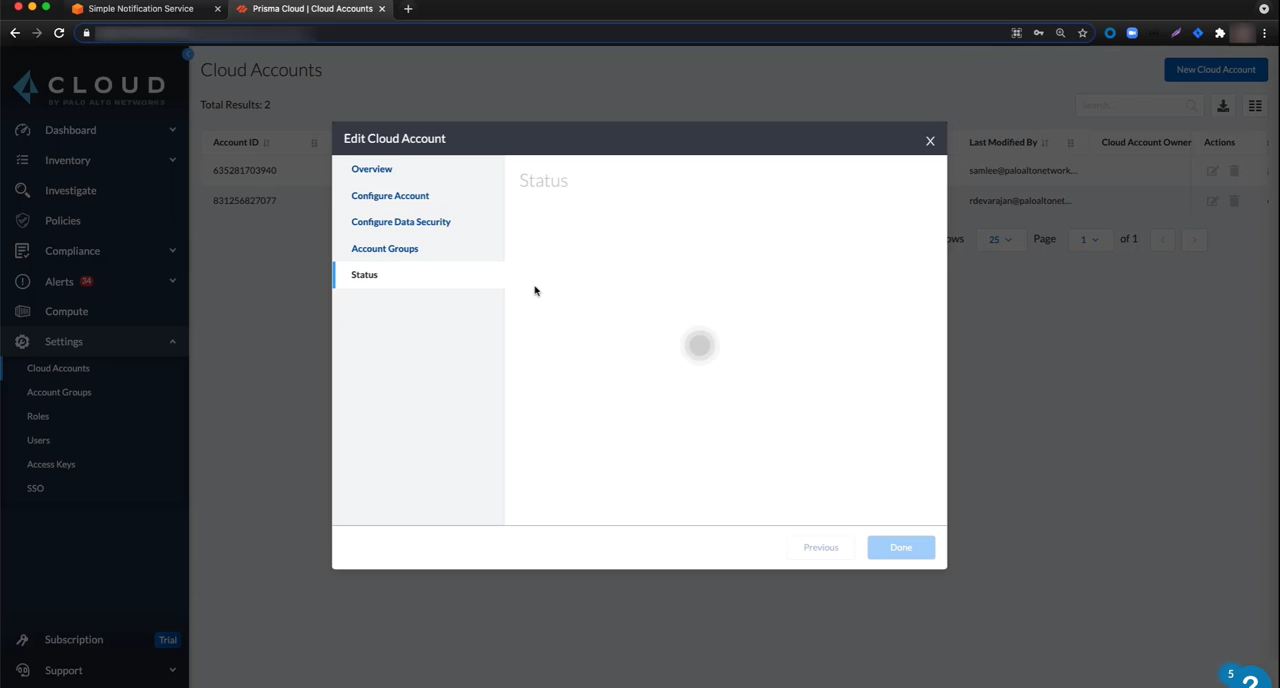 Simple Notification Service
Prisma Cloud | Cloud Accounts
CLOUD
BY PALO ALTO NETWORKS
Dashboard
Inventory
Investigate
Policies
Compliance
Alerts 34
Compute
Settings
Cloud Accounts
Account Groups
Roles
Users
Access Keys
SSO
Subscription Trial
Support
Cloud Accounts
New Cloud Account
Total Results: 2
Search...
Account ID
Last Modified By
Cloud Account Owner
Actions
635281703940
samlee@paloaltonetwork...
831256827077
rdevarajan@paloaltonet...
ows 25 Page 1 of 1
Edit Cloud Account
X
Overview
Configure Account
Configure Data Security
Account Groups
Status
Status
Previous
Done
5
?